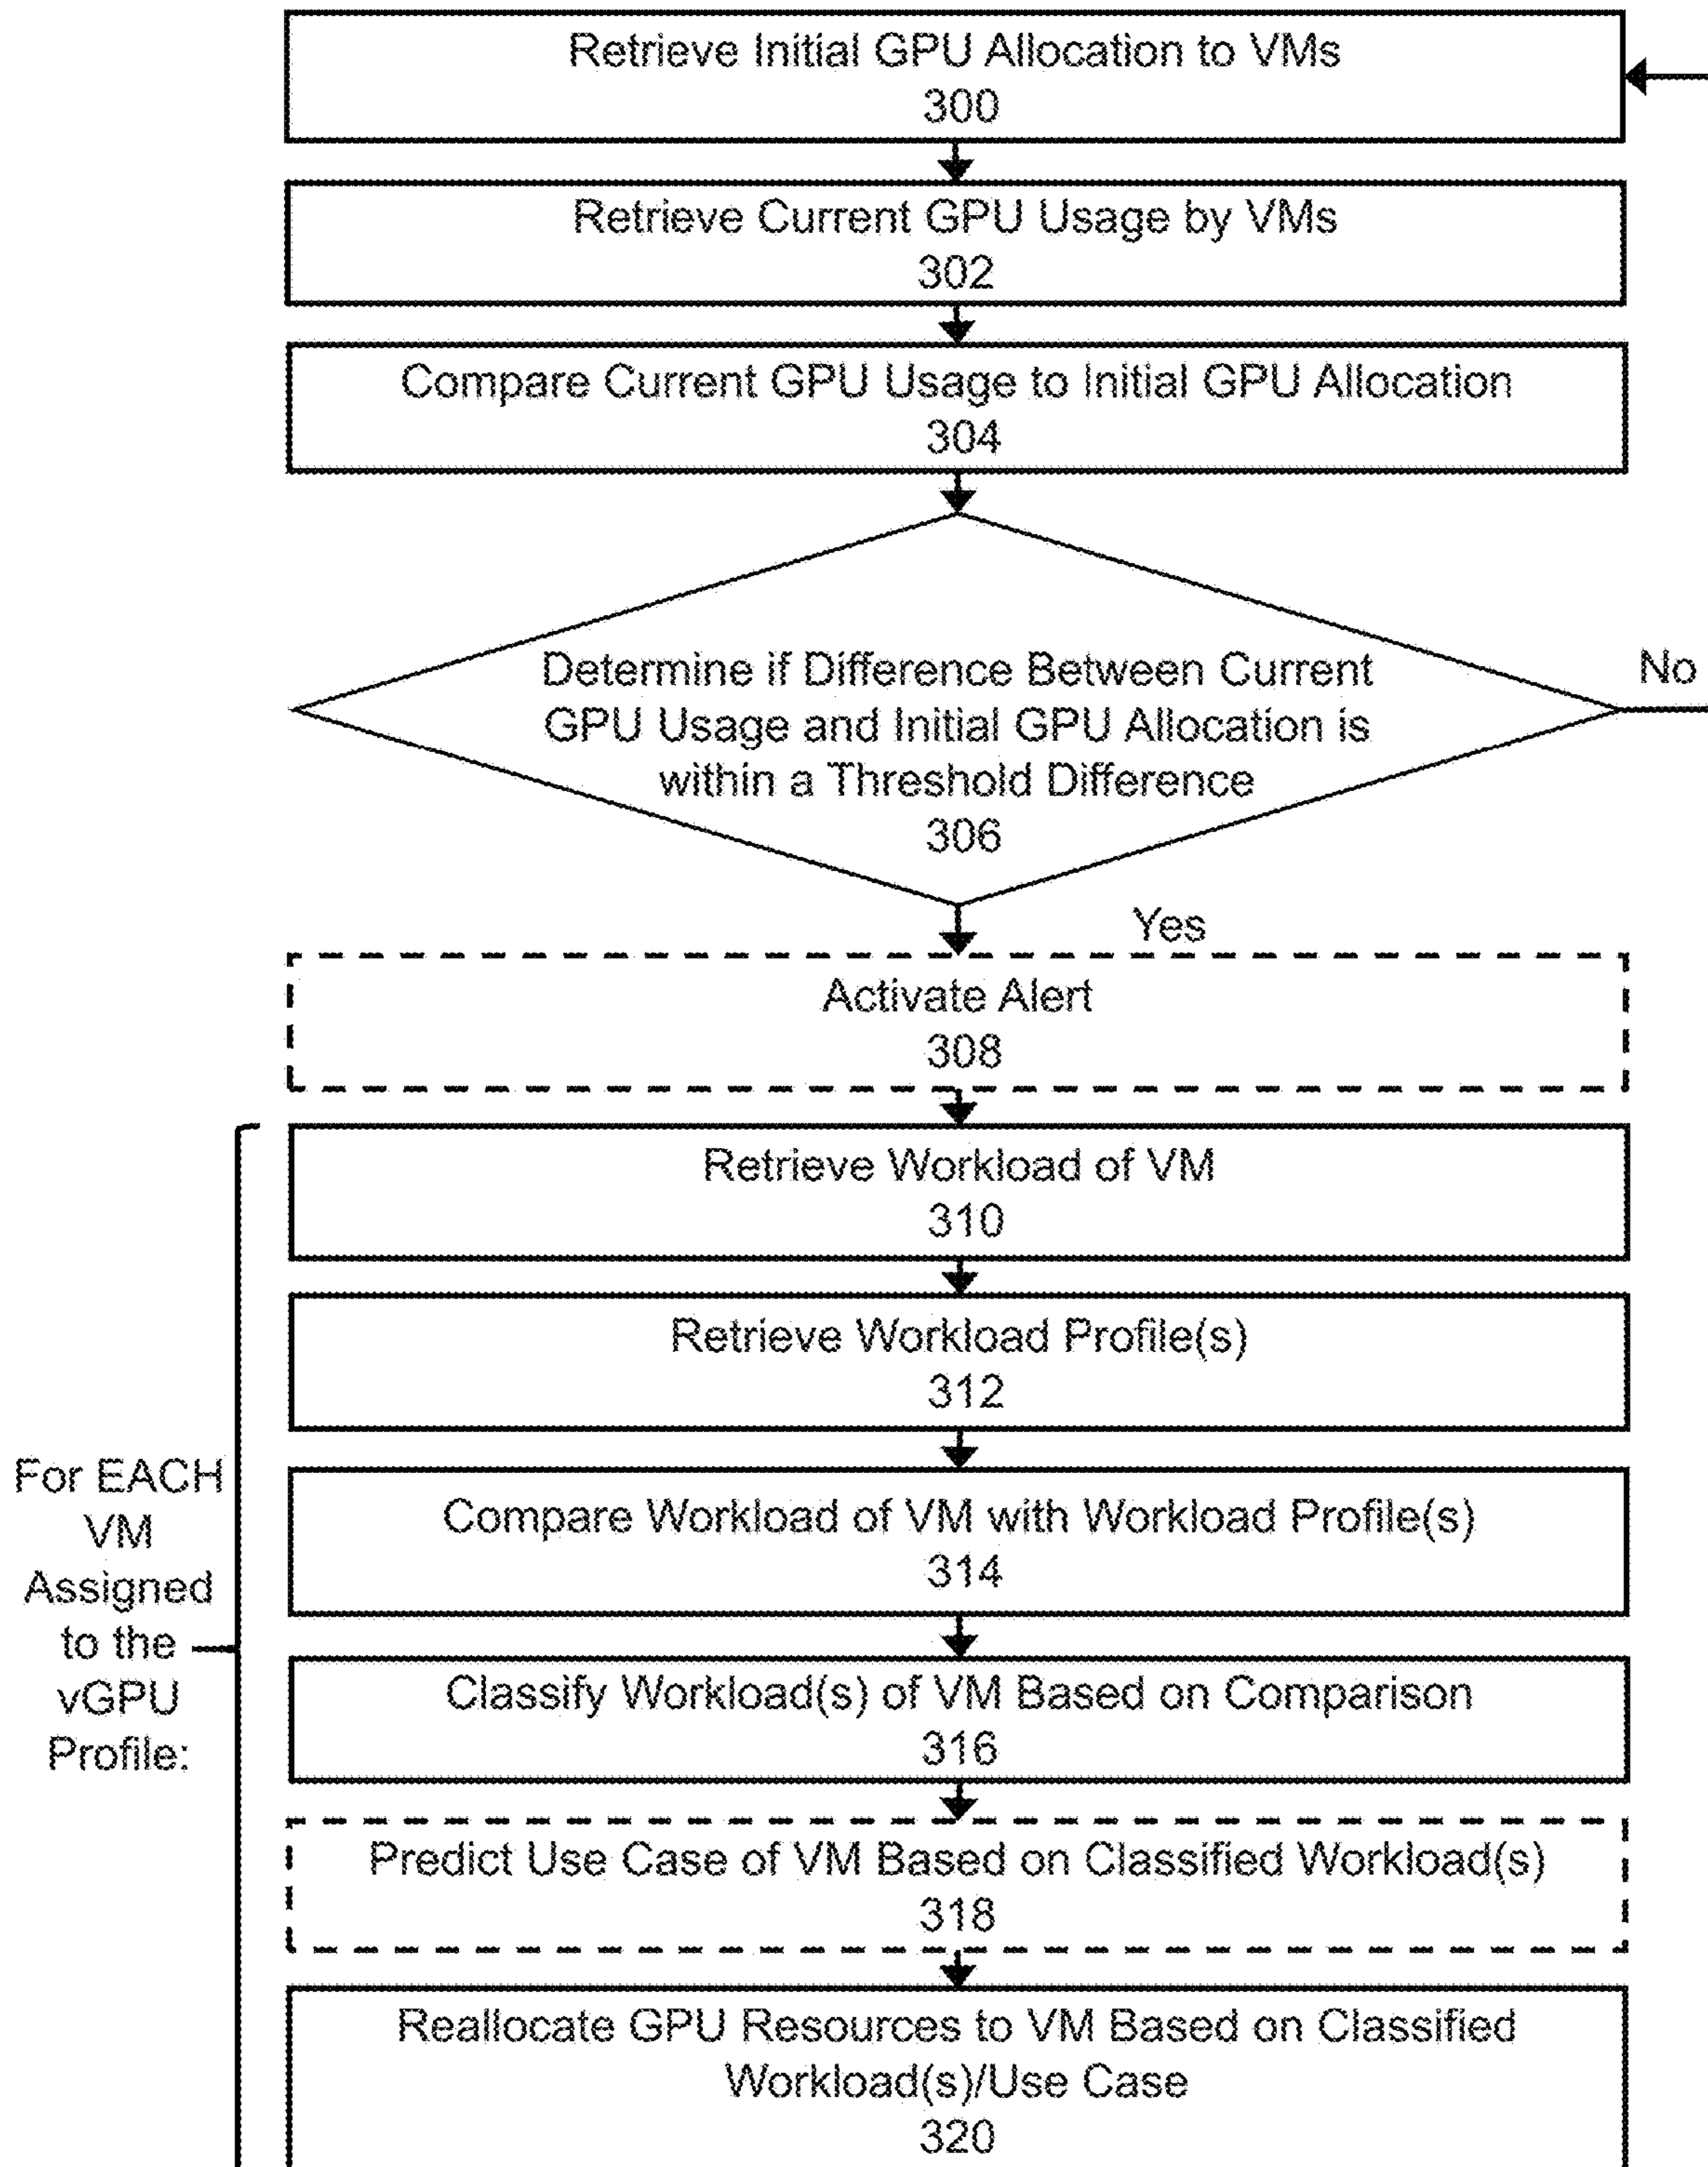 Retrieve Initial GPU Allocation to VMs
300
Retrieve Current GPU Usage by VMs
302
Compare Current GPU Usage to Initial GPU Allocation
304
Determine if Difference Between Current
GPU Usage and Initial GPU Allocation is
within a Threshold Difference
306
No
Yes
Activate Alert
308
Retrieve Workload of VM
310
Retrieve Workload Profile(s)
312
Compare Workload of VM with Workload Profile(s)
314
Classify Workload(s) of VM Based on Comparison
316
Predict Use Case of VM Based on Classified Workload(s)
318
Reallocate GPU Resources to VM Based on Classified
Workload(s)/Use Case
320
For EACH
VM
Assigned
to the
vGPU
Profile: